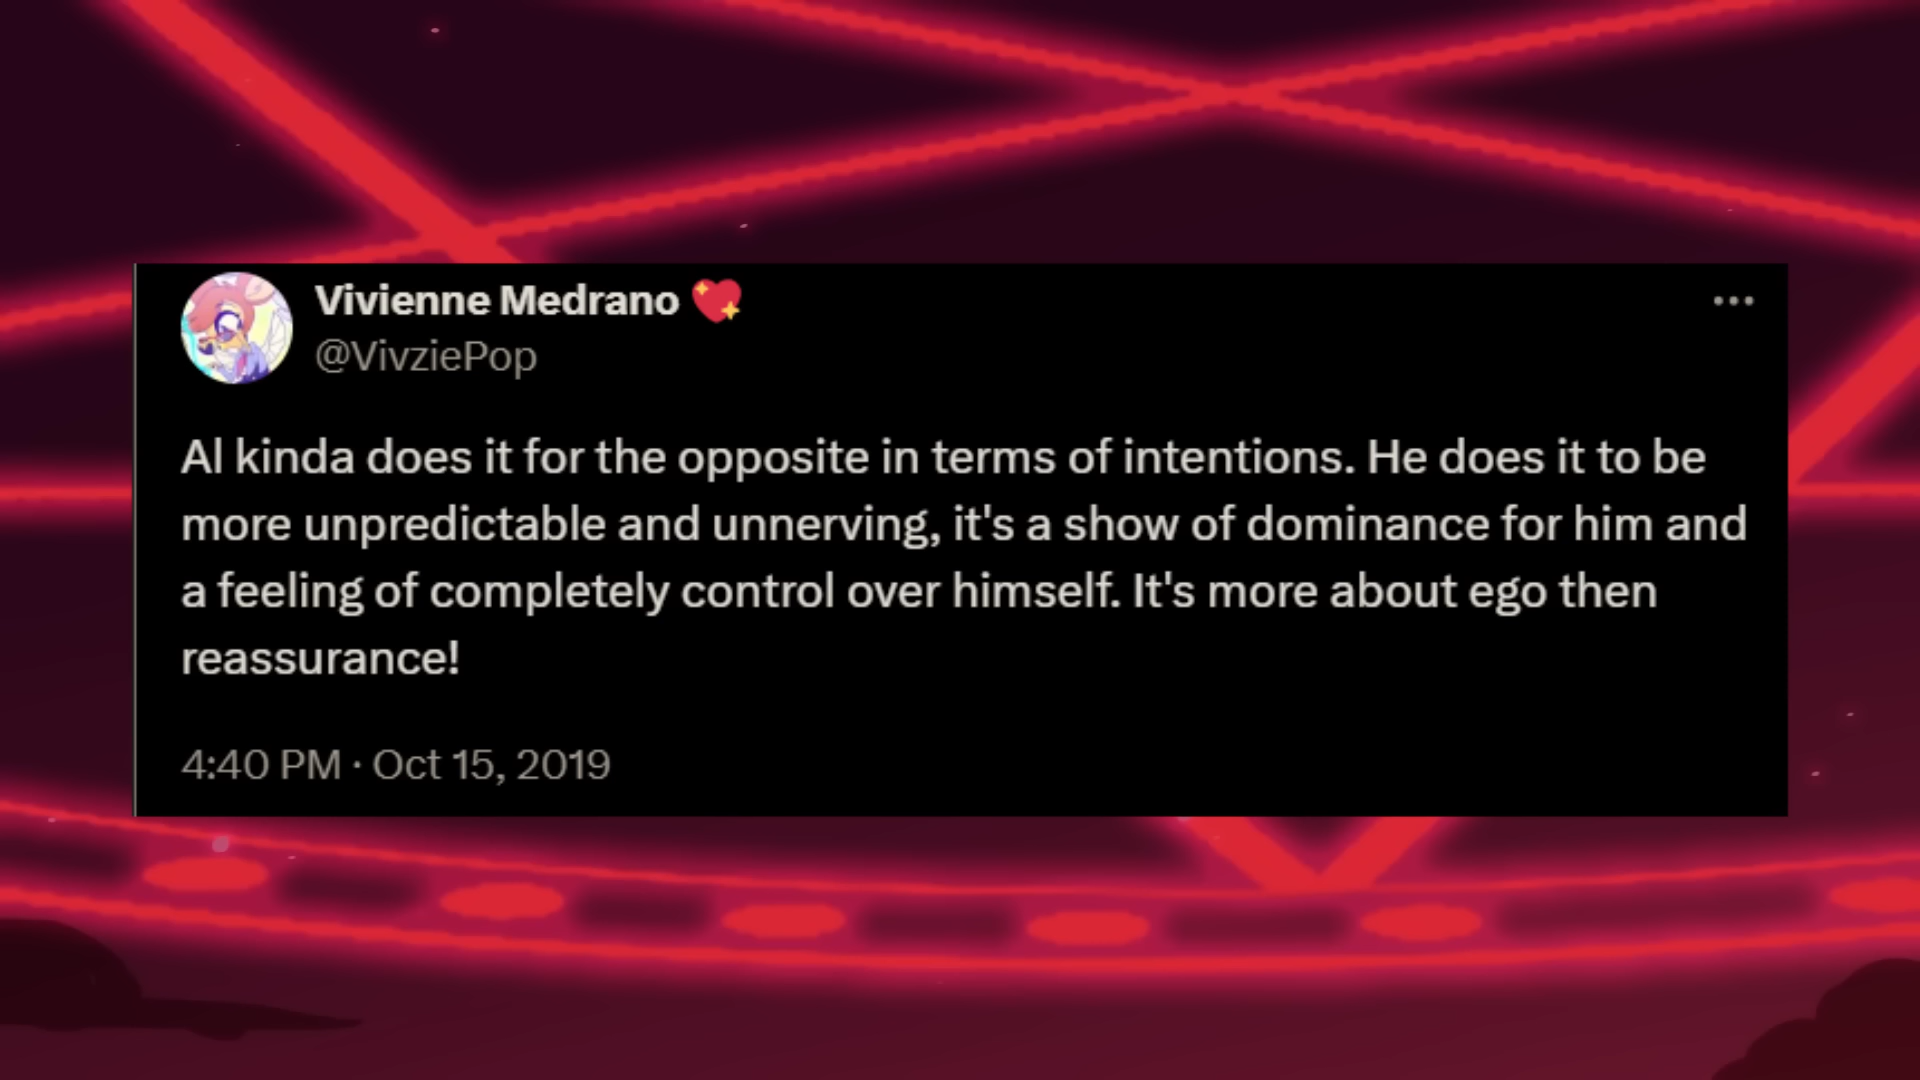 Vivienne Medrano 💖
@VivziePop
Al kinda does it for the opposite in terms of intentions. He does it to be
more unpredictable and unnerving, it's a show of dominance for him and
a feeling of completely control over himself. It's more about ego then
reassurance!
4:40 PM · Oct 15, 2019